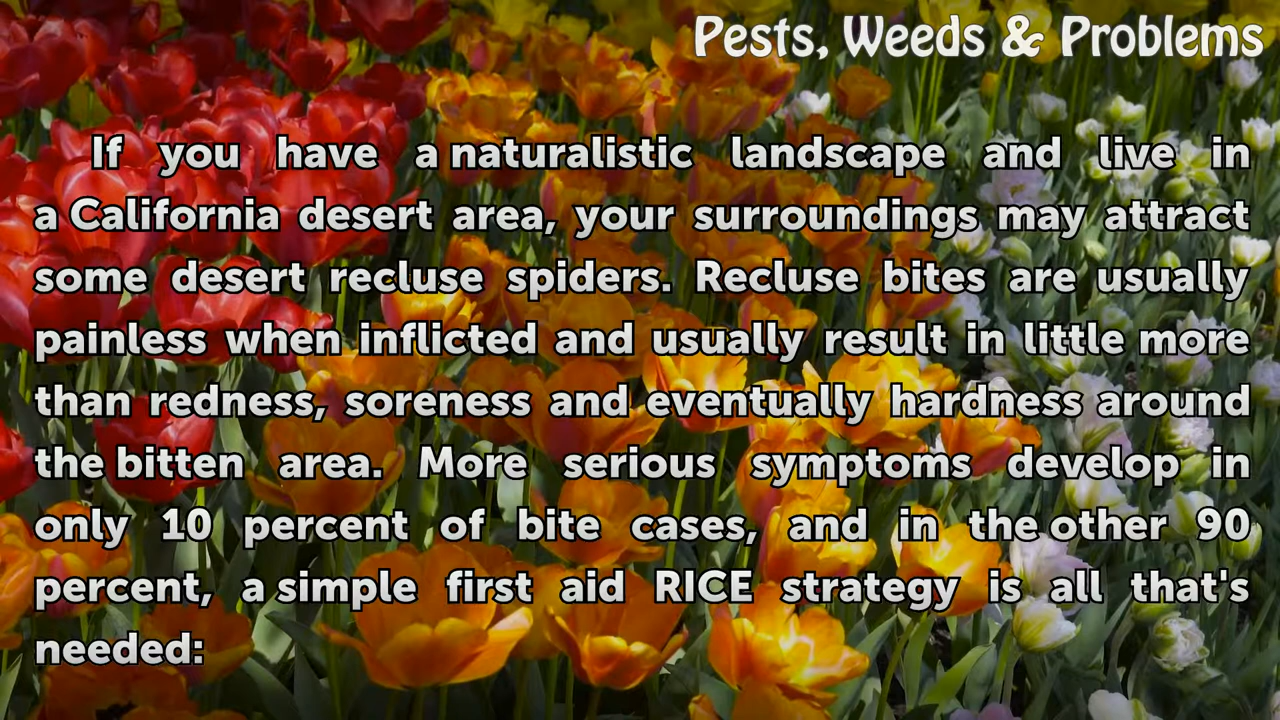 Pests, Weeds & Problems
If you have a naturalistic landscape and live in
a California desert area, your surroundings may attract
some desert recluse spiders. Recluse bites are usually
painless when inflicted and usually result in little more
than redness, soreness and eventually hardness around
the bitten area. More serious symptoms develop in
only 10 percent of bite cases, and in the other 90
percent, a simple first aid RICE strategy is all that's
needed: